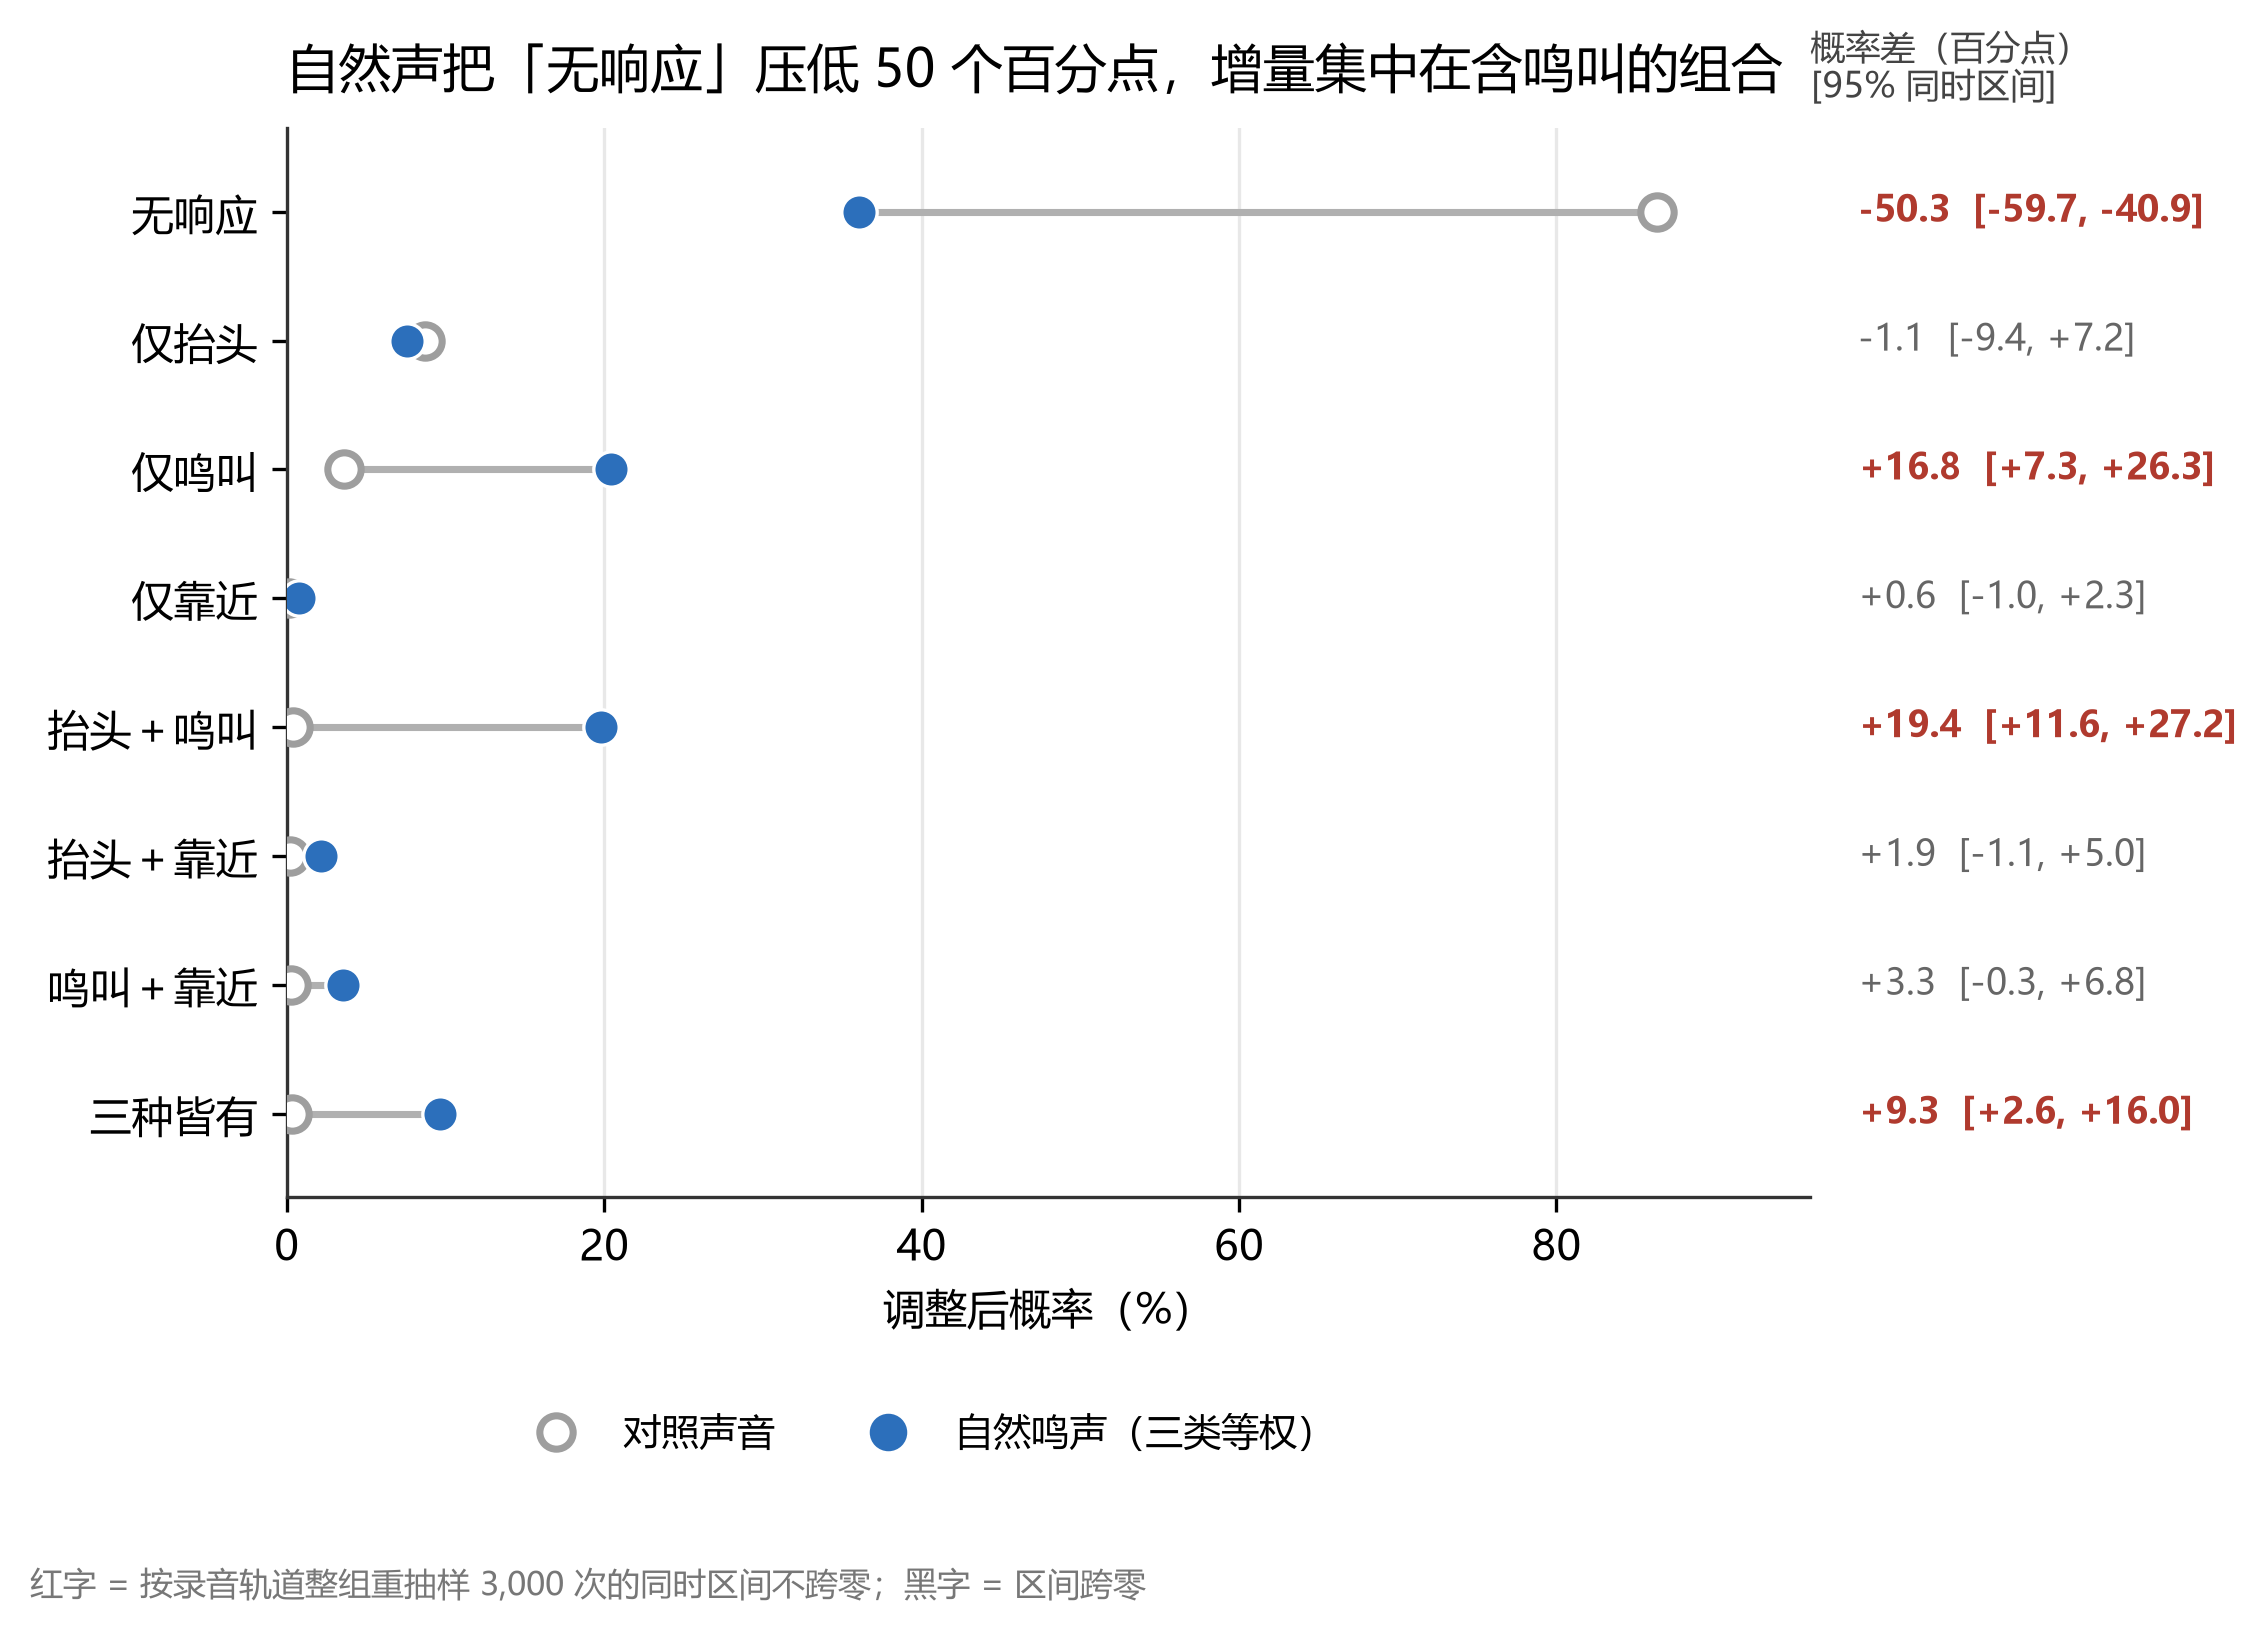 自然声把「无响应」压低 50 个百分点，增量集中在含鸣叫的组合
概率差（百分点）
[95% 同时区间]
无响应
-50.3 [-59.7, -40.9]
仅抬头
-1.1 [-9.4, +7.2]
仅鸣叫
+16.8 [+7.3, +26.3]
仅靠近
+0.6 [-1.0, +2.3]
抬头 + 鸣叫
+19.4 [+11.6, +27.2]
抬头 + 靠近
+1.9 [-1.1, +5.0]
鸣叫 + 靠近
+3.3 [-0.3, +6.8]
三种皆有
+9.3 [+2.6, +16.0]
0 20 40 60 80
调整后概率（%）
对照声音 自然鸣声（三类等权）
红字 = 按录音轨道整组重抽样 3,000 次的同时区间不跨零；黑字 = 区间跨零